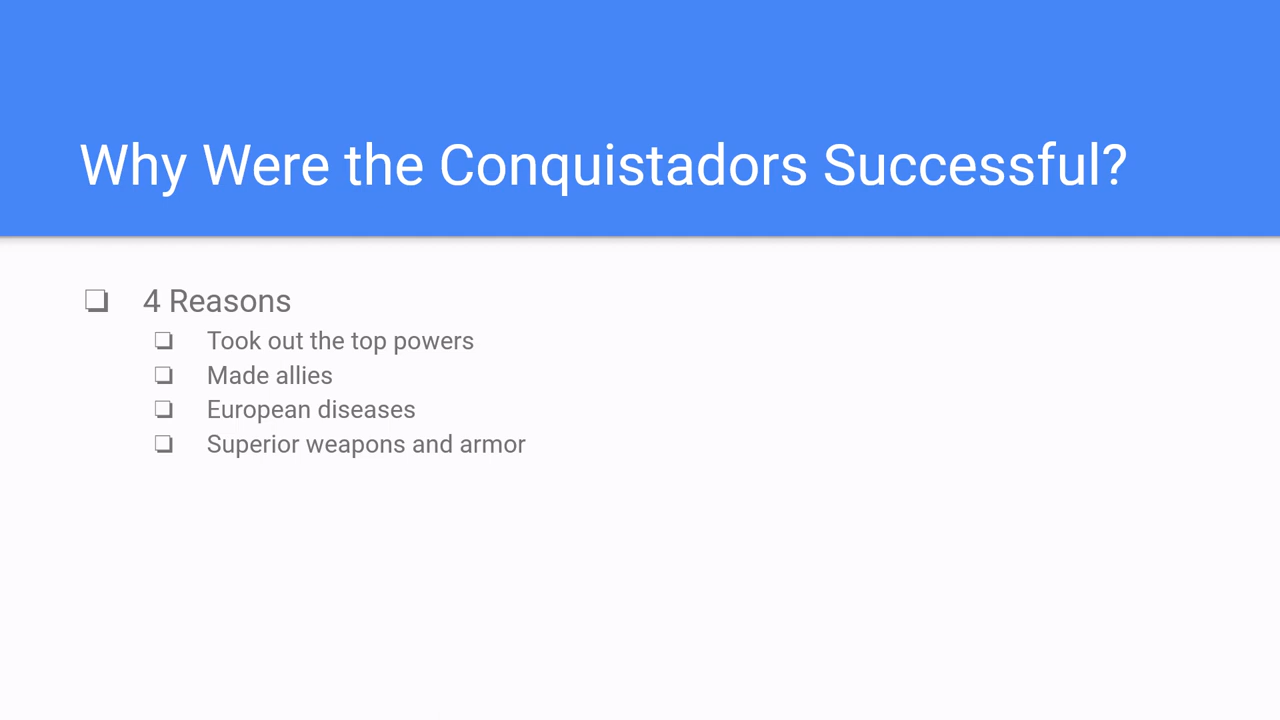 Why Were the Conquistadors Successful?
❏ 4 Reasons
❏ Took out the top powers
❏ Made allies
❏ European diseases
❏ Superior weapons and armor